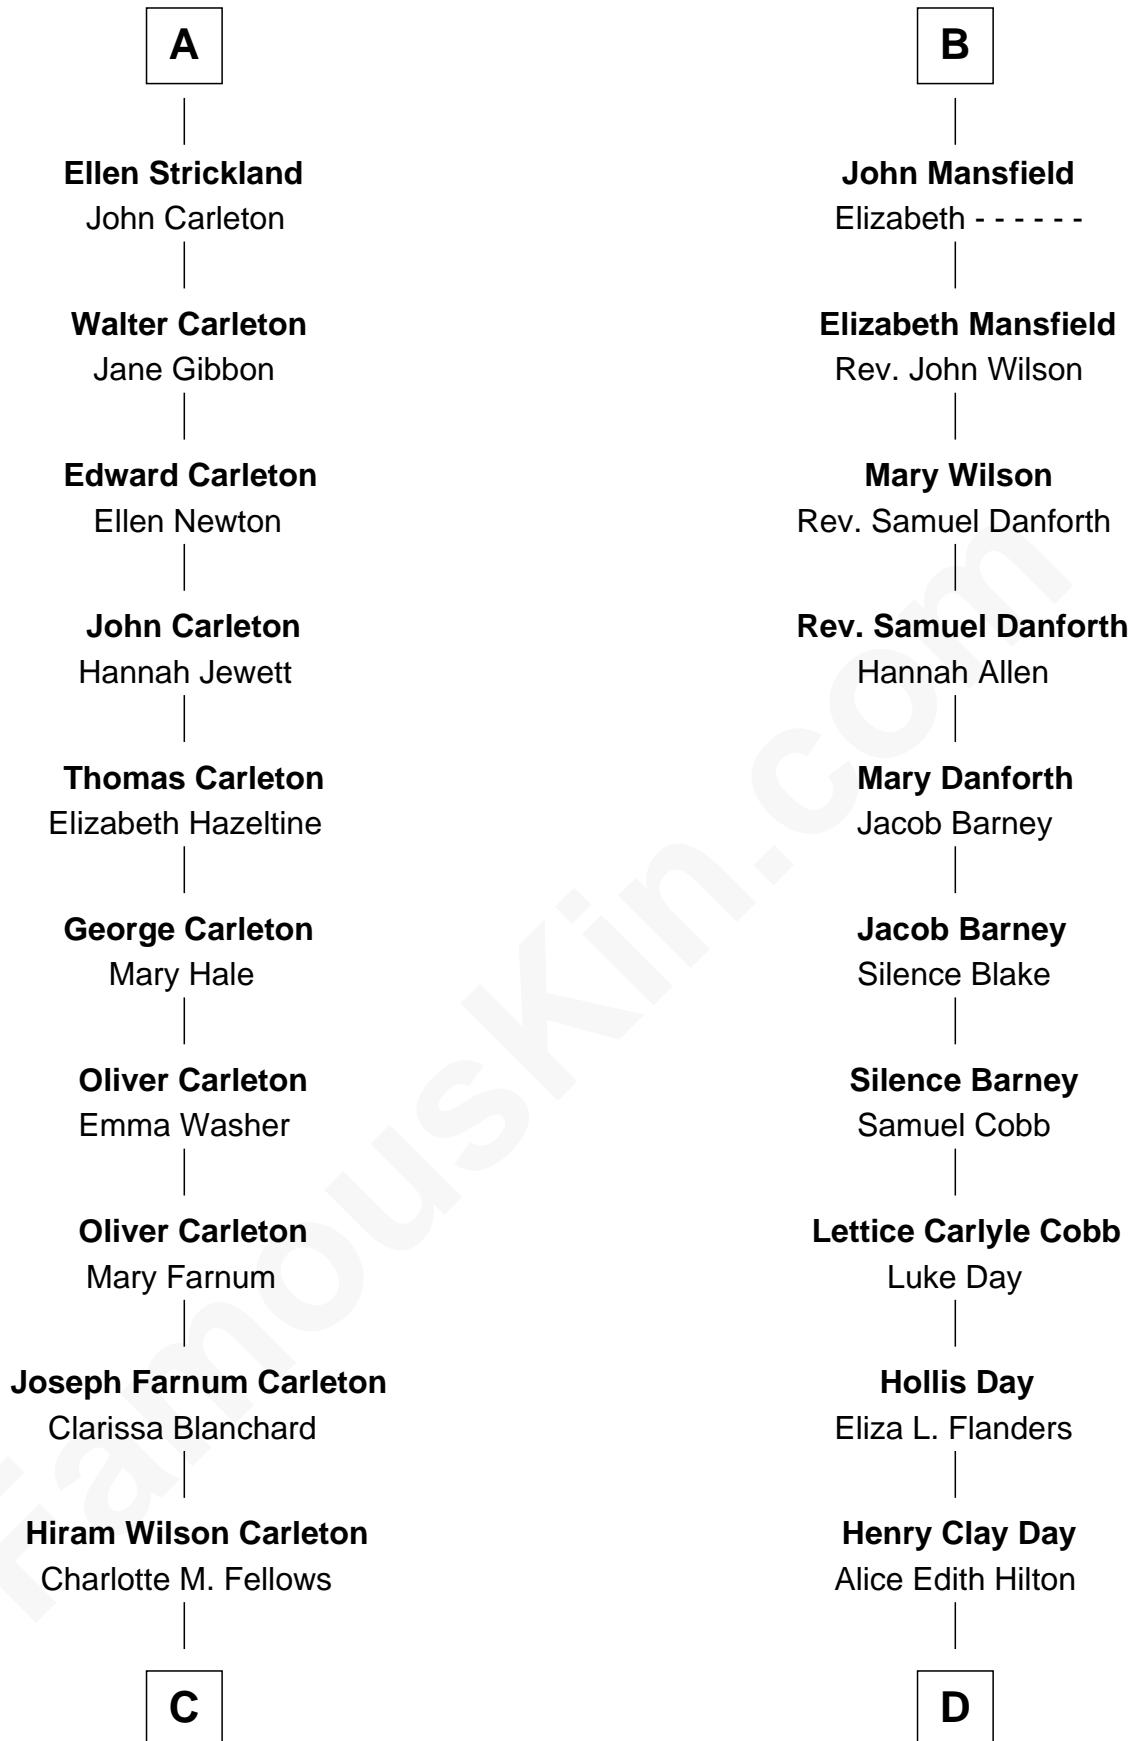 A
Ellen Strickland
John Carleton
Walter Carleton
Jane Gibbon
Edward Carleton
Ellen Newton
John Carleton
Hannah Jewett
Thomas Carleton
Elizabeth Hazeltine
George Carleton
Mary Hale
Oliver Carleton
Emma Washer
Oliver Carleton
Mary Farnum
Joseph Farnum Carleton
Clarissa Blanchard
Hiram Wilson Carleton
Charlotte M. Fellows
C
B
John Mansfield
Elizabeth - - - - - -
Elizabeth Mansfield
Rev. John Wilson
Mary Wilson
Rev. Samuel Danforth
Rev. Samuel Danforth
Hannah Allen
Mary Danforth
Jacob Barney
Jacob Barney
Silence Blake
Silence Barney
Samuel Cobb
Lettice Carlyle Cobb
Luke Day
Hollis Day
Eliza L. Flanders
Henry Clay Day
Alice Edith Hilton
D
FamousKin.com